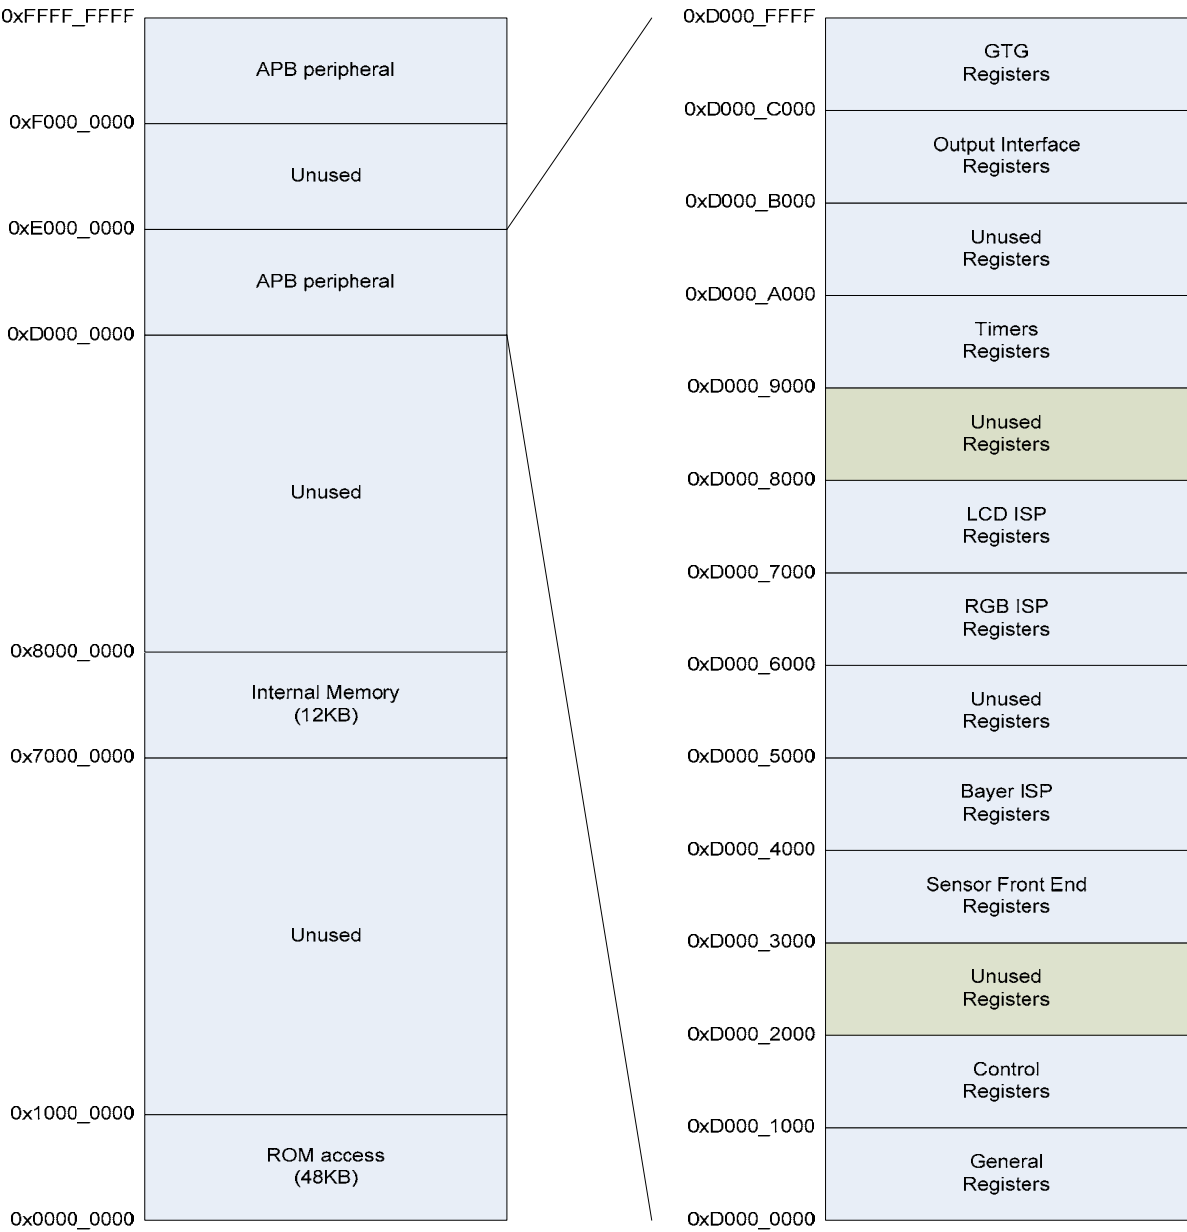 0xFFFF_FFFF
APB peripheral
0xF000_0000
Unused
0xE000_0000
APB peripheral
0xD000_0000
Unused
0x8000_0000
Internal Memory
(12KB)
0x7000_0000
Unused
0x1000_0000
ROM access
(48KB)
0x0000_0000
0xD000_FFFF
GTG
Registers
0xD000_C000
Output Interface
Registers
0xD000_B000
Unused
Registers
0xD000_A000
Timers
Registers
0xD000_9000
Unused
Registers
0xD000_8000
LCD ISP
Registers
0xD000_7000
RGB ISP
Registers
0xD000_6000
Unused
Registers
0xD000_5000
Bayer ISP
Registers
0xD000_4000
Sensor Front End
Registers
0xD000_3000
Unused
Registers
0xD000_2000
Control
Registers
0xD000_1000
General
Registers
0xD000_0000